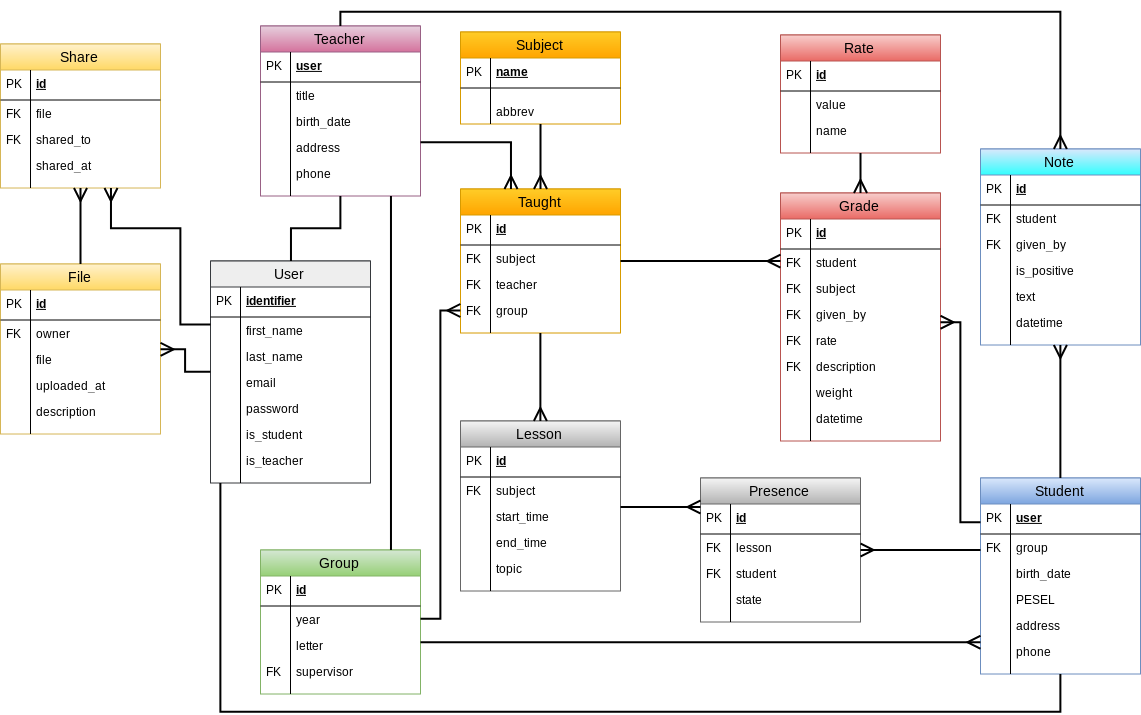 Share
PK id
FK file
FK shared_to
shared_at
Teacher
PK user
title
birth_date
address
phone
Subject
PK name
abbrev
Rate
PK id
value
name
Note
PK id
FK student
FK given_by
is_positive
text
datetime
Taught
PK id
FK subject
FK teacher
FK group
Grade
PK id
FK student
FK subject
FK given_by
FK rate
FK description
weight
datetime
File
PK id
FK owner
file
uploaded_at
description
User
PK identifier
first_name
last_name
email
password
is_student
is_teacher
Lesson
PK id
FK subject
start_time
end_time
topic
Presence
PK id
FK lesson
FK student
state
Student
PK user
FK group
birth_date
PESEL
address
phone
Group
PK id
year
letter
FK supervisor